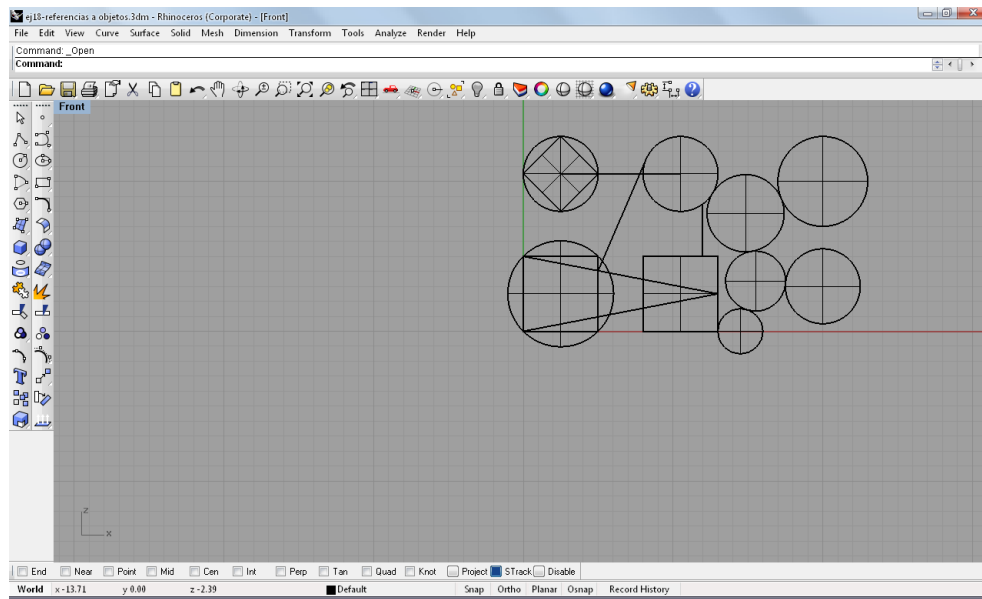 ej18-referencias a objetos.3dm - Rhinoceros (Corporate) - [Front]
File Edit View Curve Surface Solid Mesh Dimension Transform Tools Analyze Render Help
Command: _Open
Command:
Front
z
x
End Near Point Mid Cen Int Perp Tan Quad Knot Project STrack Disable
World x -13.71 y 0.00 z -2.39 Default Snap Ortho Planar Osnap Record History